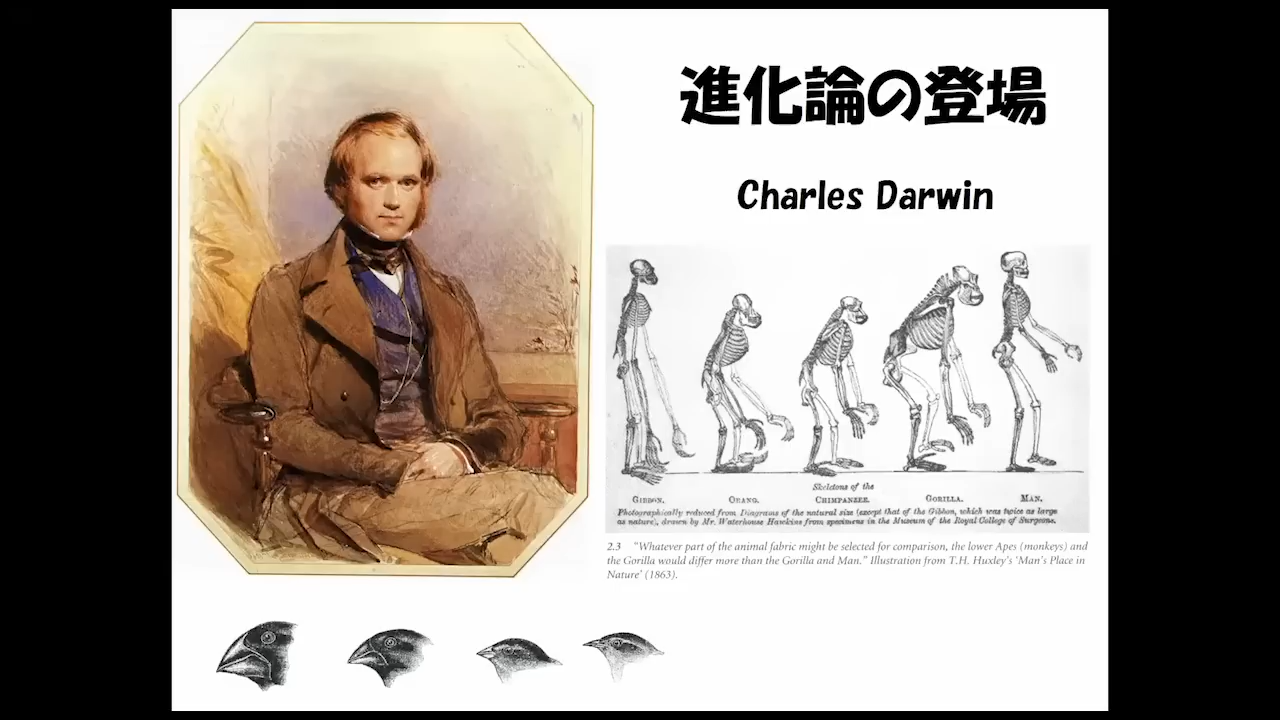 進化論の登場
Charles Darwin
Skeletons of the
GIBBON. ORANG. CHIMPANZEE. GORILLA. MAN.
Photographically reduced from Diagrams of the natural size (except that of the Gibbon, which was twice as large
as nature), drawn by Mr. Waterhouse Hawkins from specimens in the Museum of the Royal College of Surgeons.
2.3 "Whatever part of the animal fabric might be selected for comparison, the lower Apes (monkeys) and
the Gorilla would differ more than the Gorilla and Man." Illustration from T.H. Huxley's 'Man's Place in
Nature' (1863).